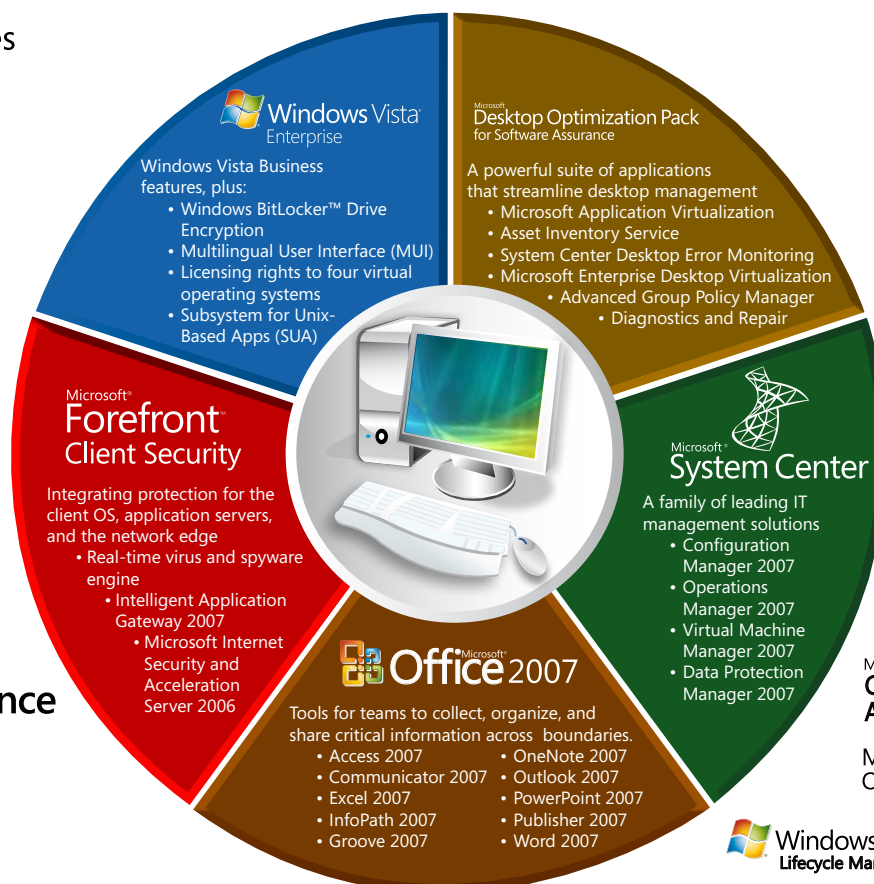 es
Windows Vista
Enterprise
Windows Vista Business
features, plus:
• Windows BitLocker™ Drive
Encryption
• Multilingual User Interface (MUI)
• Licensing rights to four virtual
operating systems
• Subsystem for Unix-
Based Apps (SUA)
Microsoft
Desktop Optimization Pack
for Software Assurance
A powerful suite of applications
that streamline desktop management
• Microsoft Application Virtualization
• Asset Inventory Service
• System Center Desktop Error Monitoring
• Microsoft Enterprise Desktop Virtualization
• Advanced Group Policy Manager
• Diagnostics and Repair
Microsoft®
Forefront™
Client Security
Integrating protection for the
client OS, application servers,
and the network edge
• Real-time virus and spyware
engine
• Intelligent Application
Gateway 2007
• Microsoft Internet
Security and
Acceleration
Server 2006
Microsoft®
System Center
A family of leading IT
management solutions
• Configuration
Manager 2007
• Operations
Manager 2007
• Virtual Machine
Manager 2007
• Data Protection
Manager 2007
Microsoft®
Office 2007
Tools for teams to collect, organize, and
share critical information across boundaries.
• Access 2007
• Communicator 2007
• Excel 2007
• InfoPath 2007
• Groove 2007
• OneNote 2007
• Outlook 2007
• PowerPoint 2007
• Publisher 2007
• Word 2007
nce
M
C
A
M
C
Windows
Lifecycle Mar